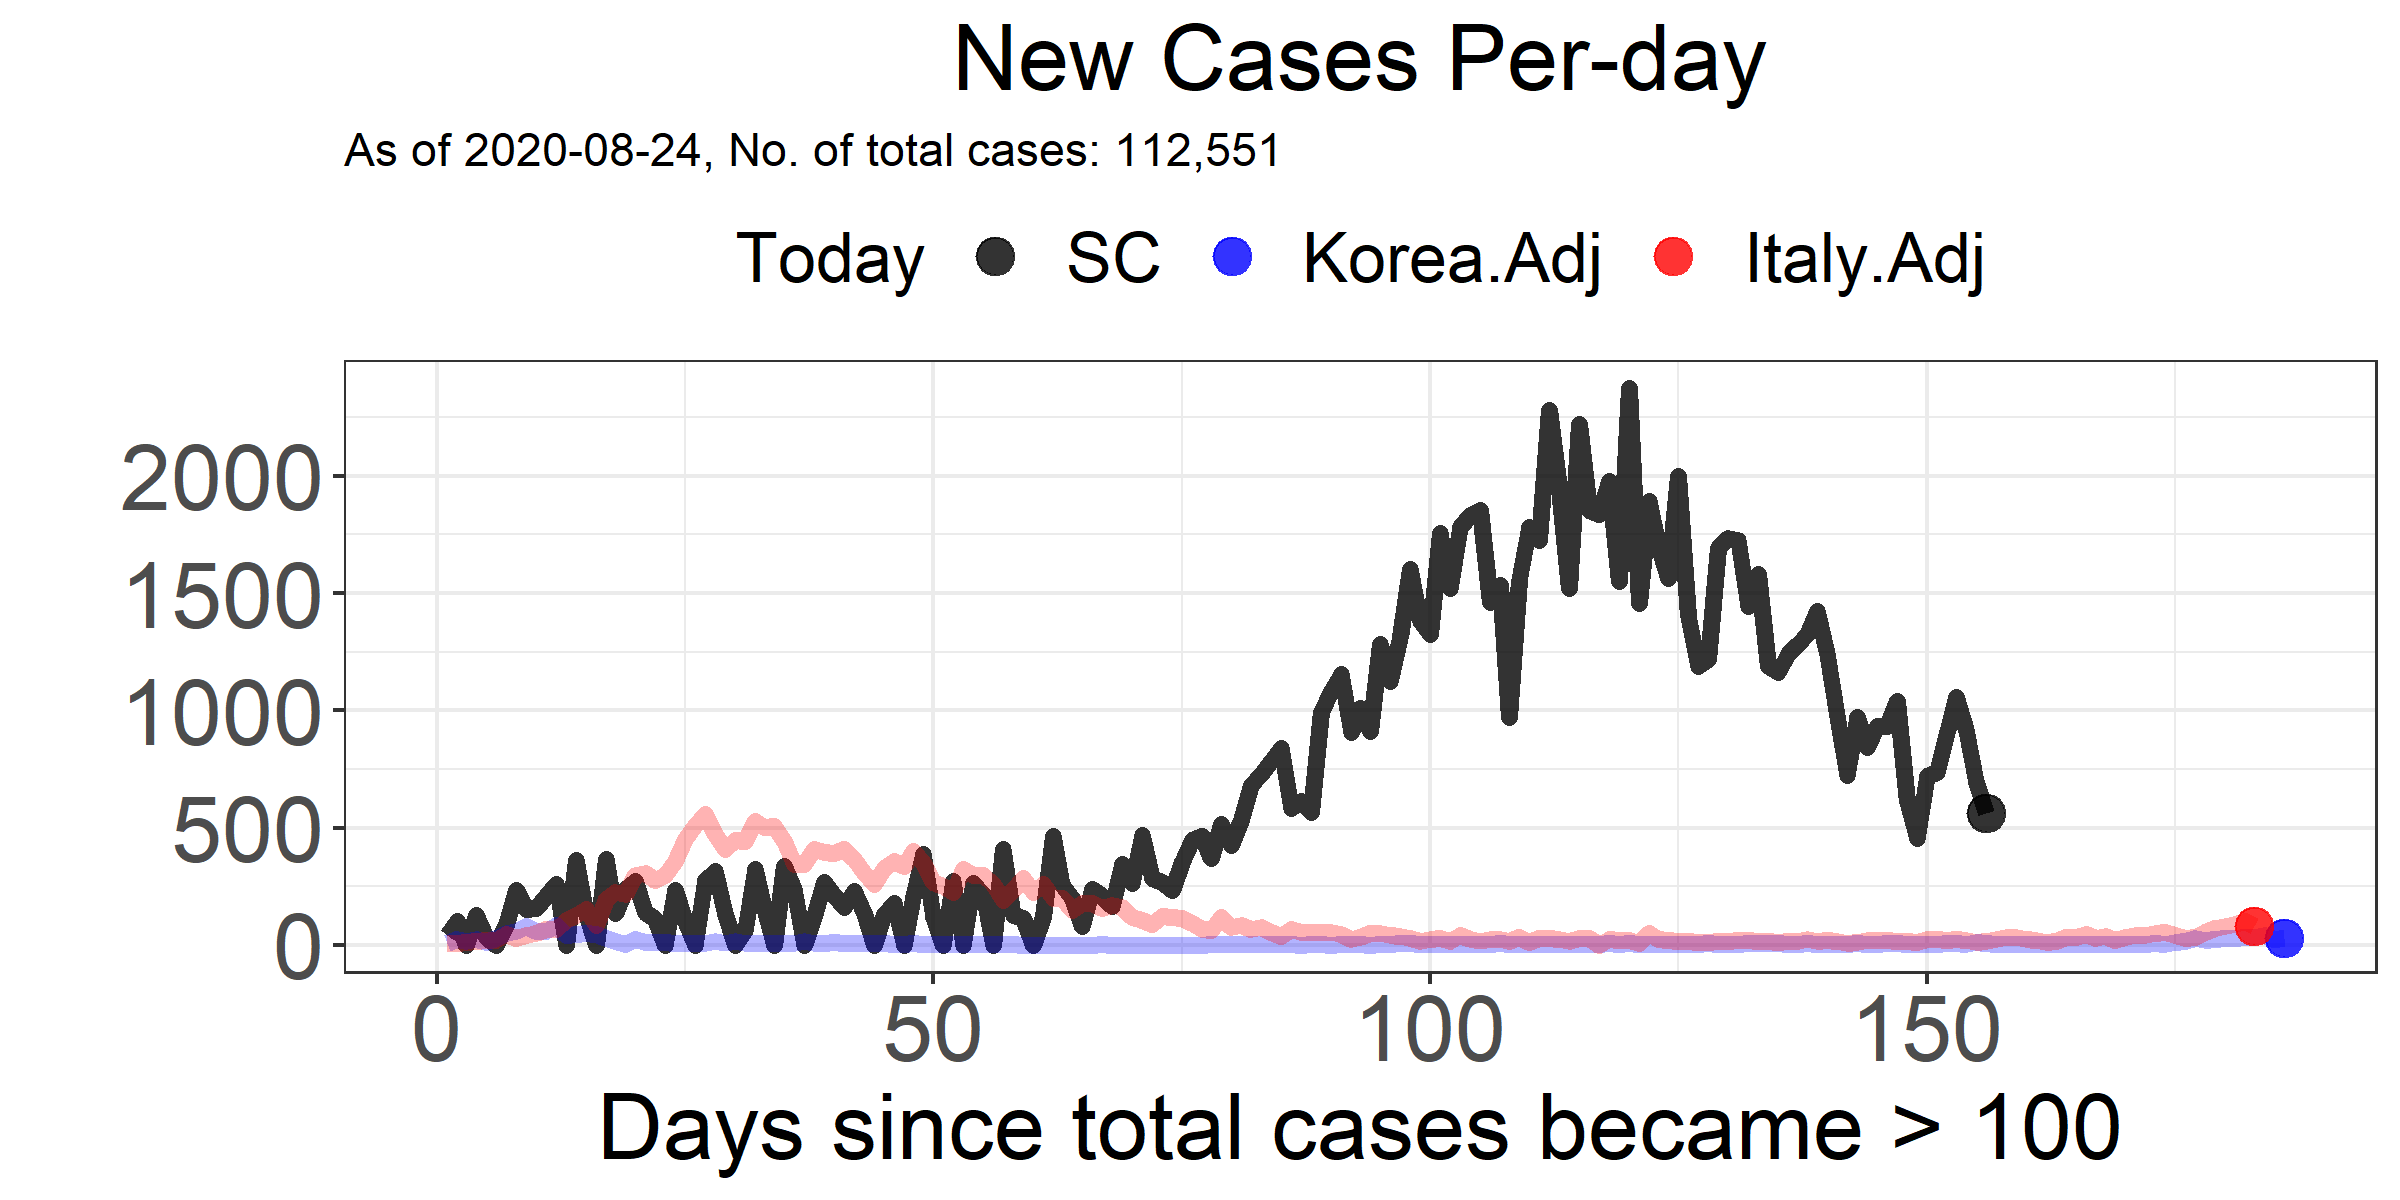 New Cases Per-day
As of 2020-08-24, No. of total cases: 112,551
Today SC Korea.Adj Italy.Adj
2000
1500
1000
500
0
0 50 100 150
Days since total cases became > 100